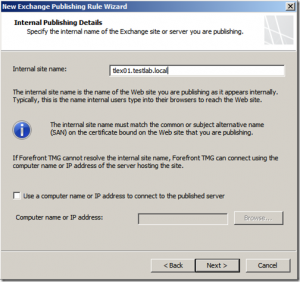 New Exchange Publishing Rule Wizard
Internal Publishing Details
Specify the internal name of the Exchange site or server you are publishing.
Internal site name:
tlex01.testlab.local
The internal site name is the name of the Web site you are publishing as it appears internally.
Typically, this is the name internal users type into their browsers to reach the Web site.
The internal site name must match the common or subject alternative name
(SAN) on the certificate bound on the Web site that you are publishing.
If Forefront TMG cannot resolve the internal site name, Forefront TMG can connect using the
computer name or IP address of the server hosting the site.
Use a computer name or IP address to connect to the published server
Computer name or IP address:
Browse...
< Back
Next >
Cancel